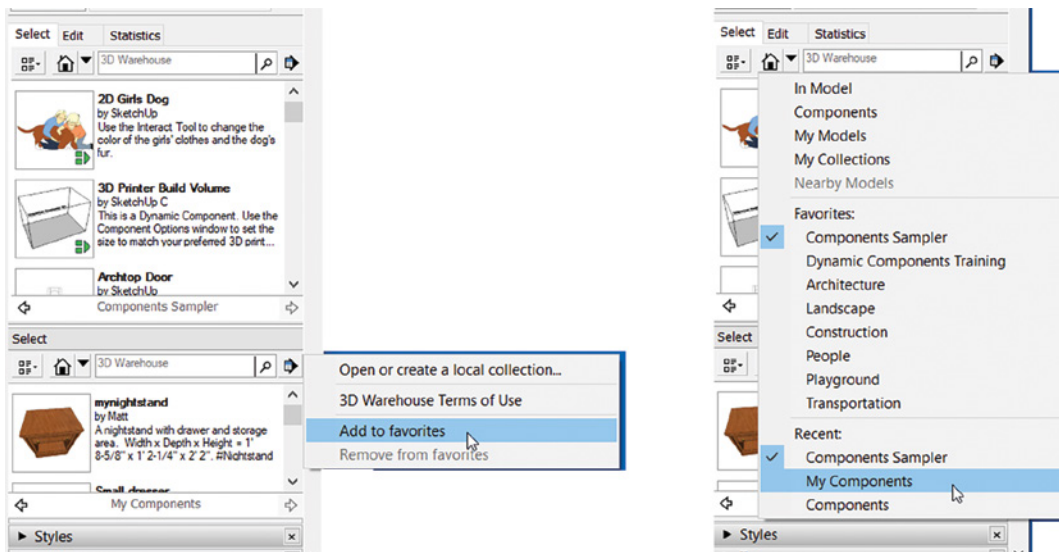 Select Edit Statistics
3D Warehouse
2D Girls Dog
by SketchUp
Use the Interact Tool to change the
color of the girls' clothes and the dog's
fur.
3D Printer Build Volume
by SketchUp C
This is a Dynamic Component. Use the
Component Options window to set the
size to match your preferred 3D print...
Archtop Door
by SketchUp
Components Sampler
Select
3D Warehouse
mynightstand
by Matt
A nightstand with drawer and storage
area. Width x Depth x Height = 1'
8-5/8" x 1' 2-1/4" x 2' 2". #Nightstand
Small dresser
My Components
Styles
Open or create a local collection...
3D Warehouse Terms of Use
Add to favorites
Remove from favorites
Select Edit Statistics
3D Warehouse
In Model
Components
My Models
My Collections
Nearby Models
Favorites:
Components Sampler
Dynamic Components Training
Architecture
Landscape
Construction
People
Playground
Transportation
Recent:
Components Sampler
My Components
Components
Select
Styles